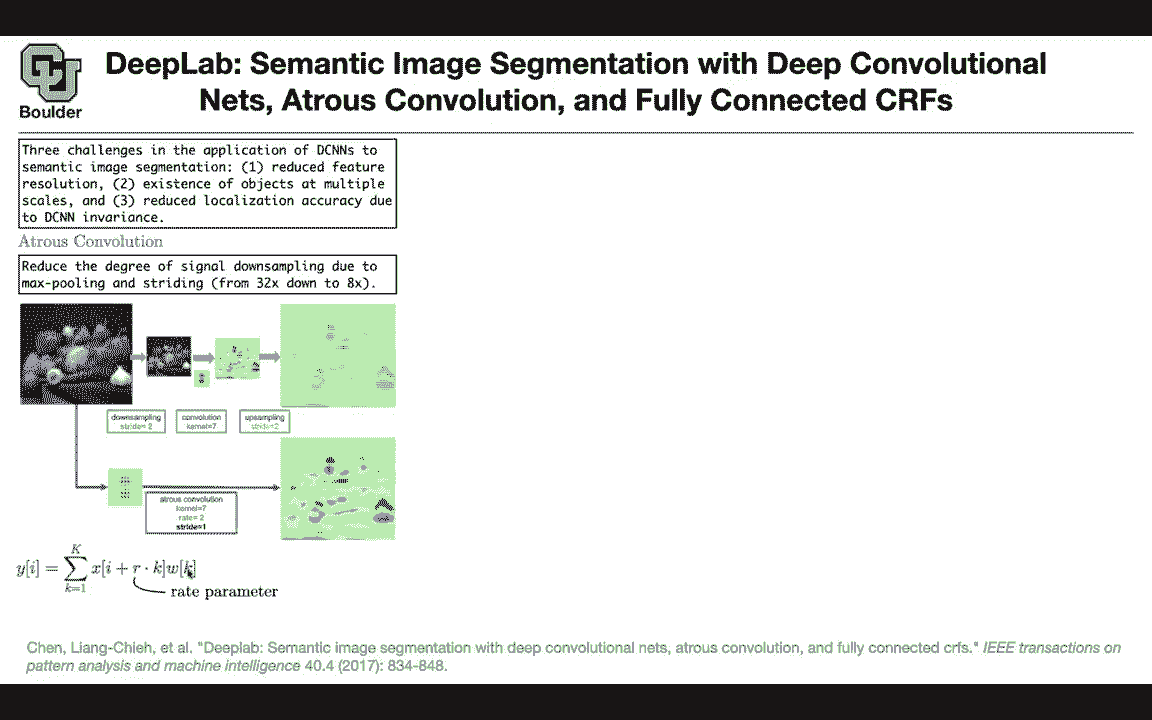 Boulder
DeepLab: Semantic Image Segmentation with Deep Convolutional
Nets, Atrous Convolution, and Fully Connected CRFs
Three challenges in the application of DCNNs to
semantic image segmentation: (1) reduced feature
resolution, (2) existence of objects at multiple
scales, and (3) reduced localization accuracy due
to DCNN invariance.
Atrous Convolution
Reduce the degree of signal downsampling due to
max-pooling and striding (from 32x down to 8x).
downsampling
stride= 2
convolution
kernel=7
upsampling
stride=2
atrous convolution
kernel=7
rate= 2
stride=1
y[i] = ∑_{k=1}^{K} x[i + r · k]w[k]
rate parameter
Chen, Liang-Chieh, et al. "Deeplab: Semantic image segmentation with deep convolutional nets, atrous convolution, and fully connected crfs." IEEE transactions on
pattern analysis and machine intelligence 40.4 (2017): 834-848.